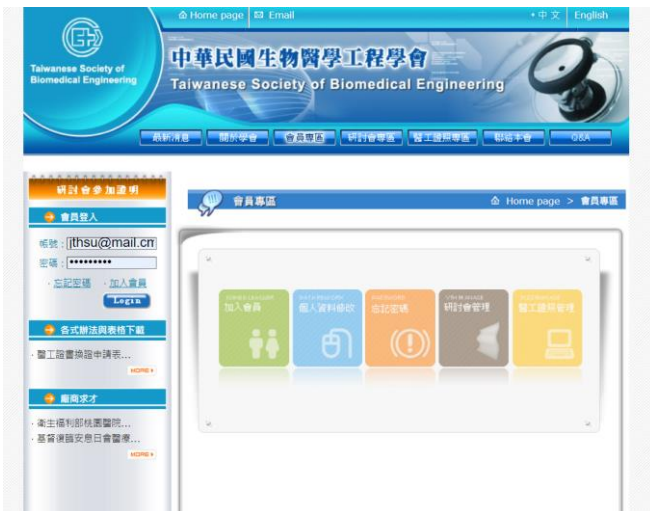 Home page
Email
中 文
English
Taiwanese Society of
Biomedical Engineering
中華民國生物醫學工程學會
Taiwanese Society of Biomedical Engineering
最新消息
關於學會
會員專區
研討會專區
醫工證照專區
聯絡本會
Q&A
研討會參加證明
會員登入
帳號：jthsu@mail.cm
密碼：•••••••••
·忘記密碼
·加入會員
Login
各式辦法與表格下載
·醫工證書換證申請表...
MORE
廠商求才
·衛生福利部桃園醫院...
·基督復臨安息日會醫療...
MORE
會員專區
Home page > 會員專區
加入會員
個人資料修改
忘記密碼
研討會管理
醫工證照管理